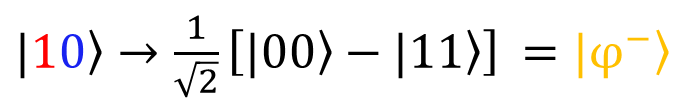 |10⟩ → 1/√2 [|00⟩ − |11⟩] = |φ⁻⟩